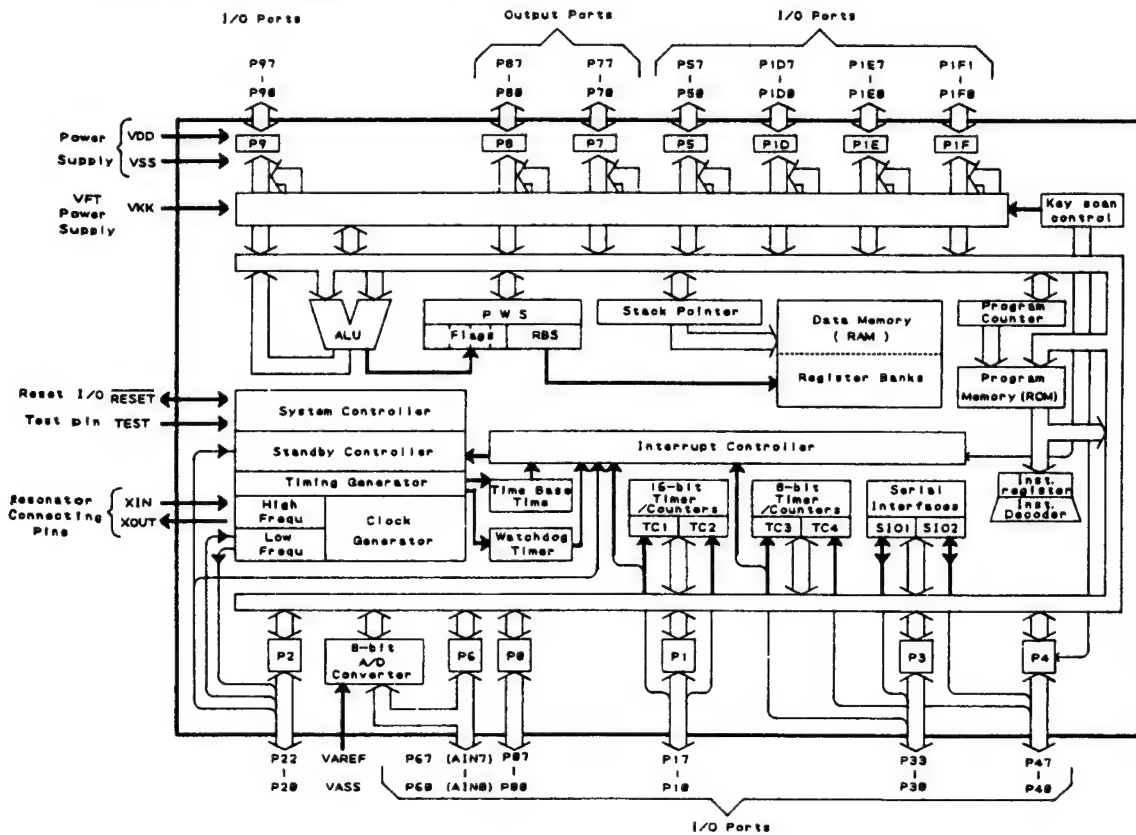 I/O Ports
Output Ports
I/O Ports
P97
P90
P87
P80
P77
P70
P57
P50
P1D7
P1D0
P1E7
P1E0
P1F1
P1F0
Power
Supply
VDD
VSS
P9
P8
P7
P5
P1D
P1E
P1F
VFT
Power
Supply
VKK
Key scan
control
ALU
P W S
Flags
RBS
Stack Pointer
Data Memory
( RAM )
Register Banks
Program
Counter
Program
Memory (ROM)
Reset I/O RESET
Test pin TEST
System Controller
Standby Controller
Timing Generator
High
Frequ
Low
Frequ
Clock
Generator
Resonator
Connecting
Pins
XIN
XOUT
Interrupt Controller
Time Base
Time
Watchdog
Timer
16-bit
Timer
/Counters
TC1
TC2
8-bit
Timer
/Counters
TC3
TC4
Serial
Interfaces
SIO1
SIO2
Inst.
register
Inst.
Decoder
P2
8-bit
A/D
Converter
P6
P0
P1
P3
P4
P22
P20
VAREF
VASS
P67 (AIN7)
P60 (AIN0)
P07
P00
P17
P10
P33
P30
P47
P40
I/O Ports